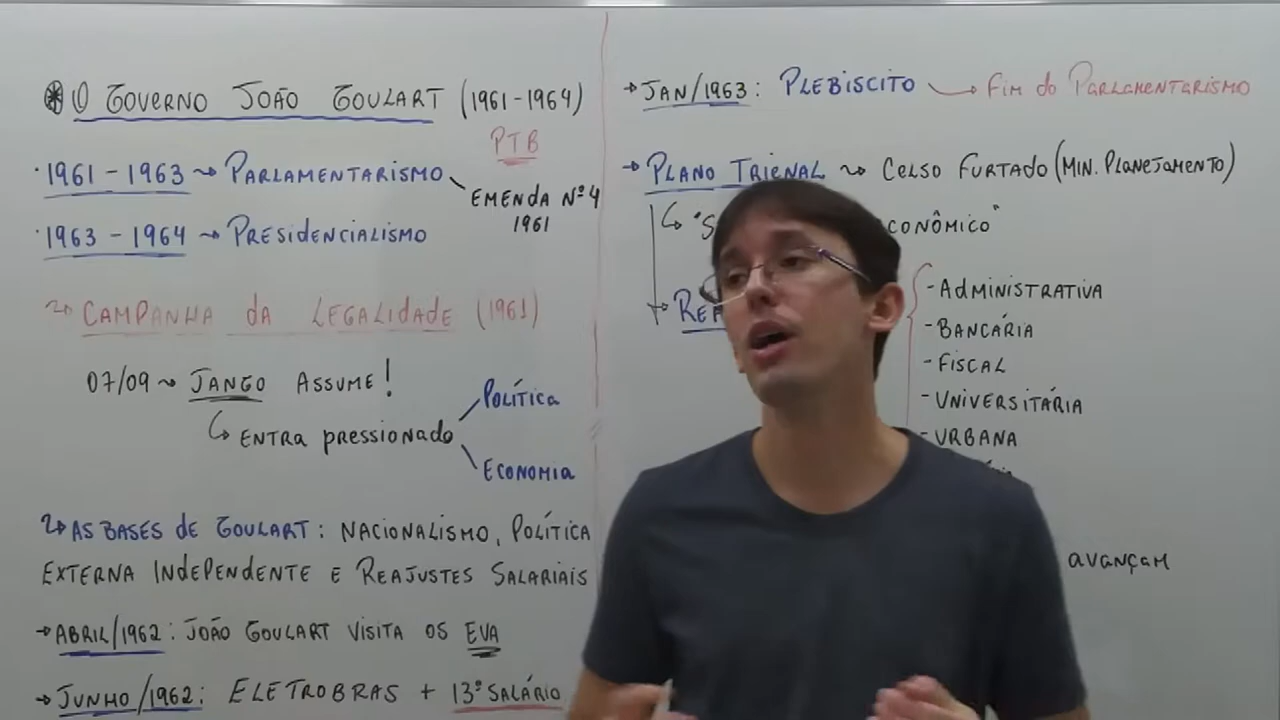 O GOVERNO JOÃO GOULART (1961-1964)
PTB
1961 - 1963 PARLAMENTARISMO
EMENDA Nº 4
1961
1963 - 1964 PRESIDENCIALISMO
CAMPANHA da LEGALIDADE (1961)
07/09 JANGO ASSUME!
ENTRA pressionado
POLÍTICA
ECONOMIA
AS BASES dE GOULART: NACIONALISMO, POLÍTICA
EXTERNA INdEPENdENTE E REAJUSTES SALARIAIS
ABRIL/1962: JOÃO GOULART VISITA OS EVA
JUNHO/1962: ELETROBRAS + 13º SALÁRIO
JAN/1963: PLEBISCITO Fim do PARLAMENTARISMO
PLANO TRIENAL CELSO FURTADO (MIN. PLANEJAMENTO)
-AdMINISTRATIVA
-BANCÁRIA
-FISCAL
-UNIVERSITÁRIA
-URBANA
avançam